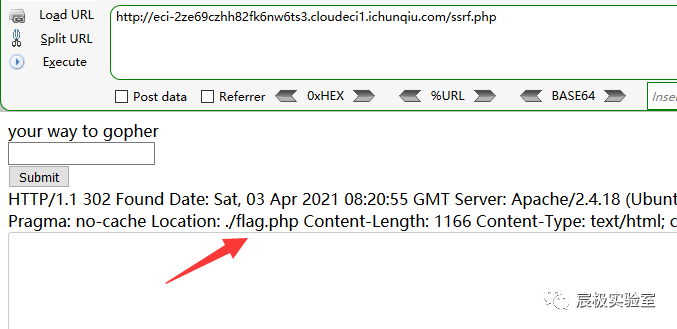 Load URL
http://eci-2ze69czhh82fk6nw6ts3.cloudeci1.ichunqiu.com/ssrf.php
Split URL
Execute
Post data Referrer 0xHEX %URL BASE64 Inse
your way to gopher
Submit
HTTP/1.1 302 Found Date: Sat, 03 Apr 2021 08:20:55 GMT Server: Apache/2.4.18 (Ubunt
Pragma: no-cache Location: ./flag.php Content-Length: 1166 Content-Type: text/html; c
宸极实验室